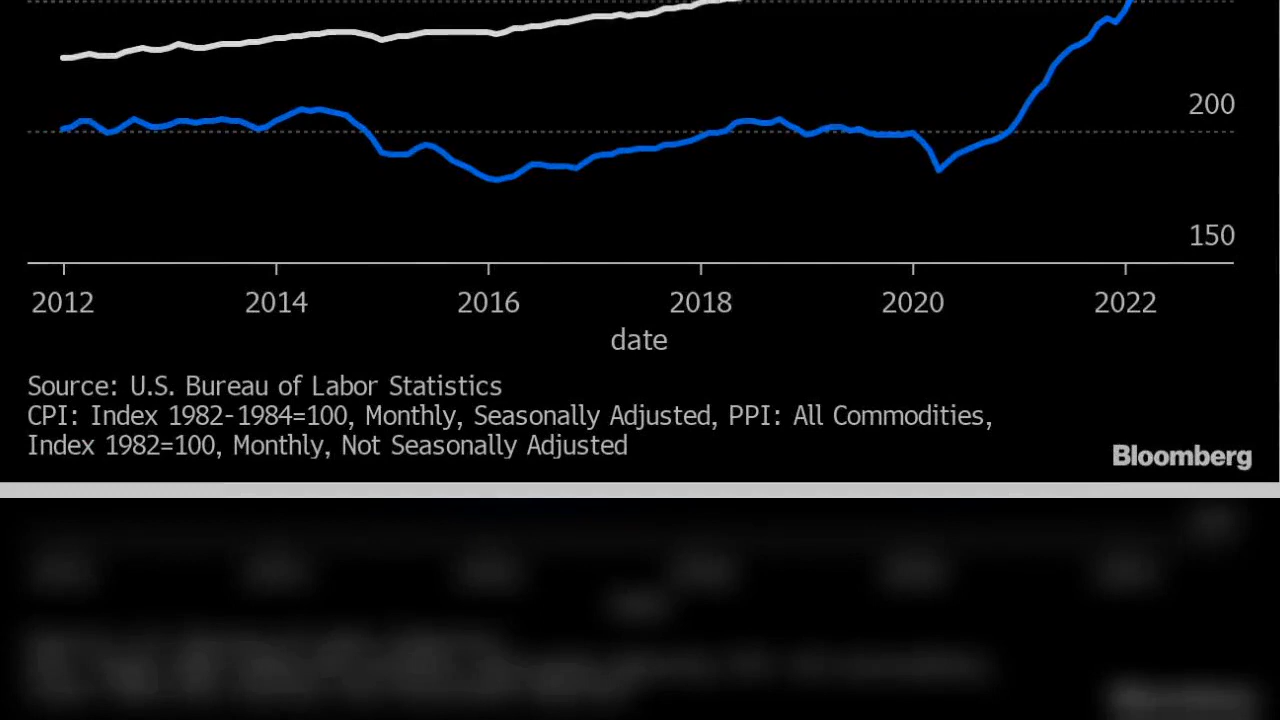 200
150
2012 2014 2016 2018 2020 2022
date
Source: U.S. Bureau of Labor Statistics
CPI: Index 1982-1984=100, Monthly, Seasonally Adjusted, PPI: All Commodities,
Index 1982=100, Monthly, Not Seasonally Adjusted
Bloomberg